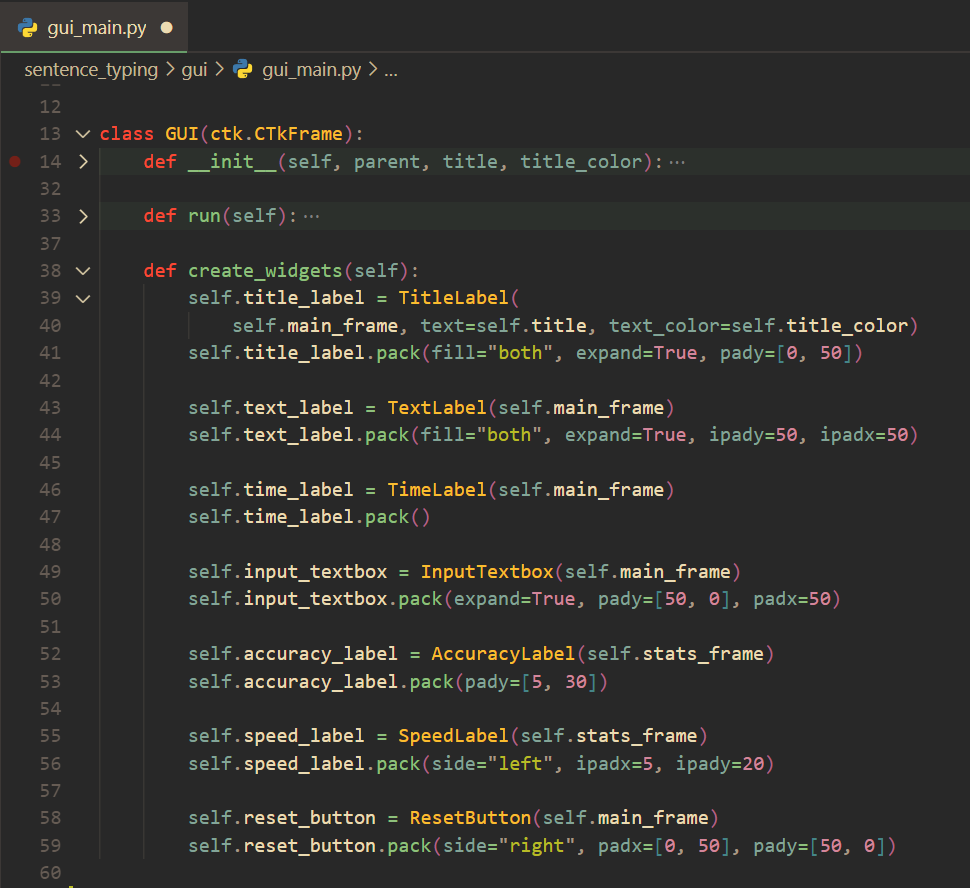 gui_main.py
sentence_typing > gui > gui_main.py > ...
12
13 class GUI(ctk.CTkFrame):
14     def __init__(self, parent, title, title_color): ...
32
33     def run(self): ...
37
38     def create_widgets(self):
39         self.title_label = TitleLabel(
40             self.main_frame, text=self.title, text_color=self.title_color)
41         self.title_label.pack(fill="both", expand=True, pady=[0, 50])
42
43         self.text_label = TextLabel(self.main_frame)
44         self.text_label.pack(fill="both", expand=True, ipady=50, ipadx=50)
45
46         self.time_label = TimeLabel(self.main_frame)
47         self.time_label.pack()
48
49         self.input_textbox = InputTextbox(self.main_frame)
50         self.input_textbox.pack(expand=True, pady=[50, 0], padx=50)
51
52         self.accuracy_label = AccuracyLabel(self.stats_frame)
53         self.accuracy_label.pack(pady=[5, 30])
54
55         self.speed_label = SpeedLabel(self.stats_frame)
56         self.speed_label.pack(side="left", ipadx=5, ipady=20)
57
58         self.reset_button = ResetButton(self.main_frame)
59         self.reset_button.pack(side="right", padx=[0, 50], pady=[50, 0])
60